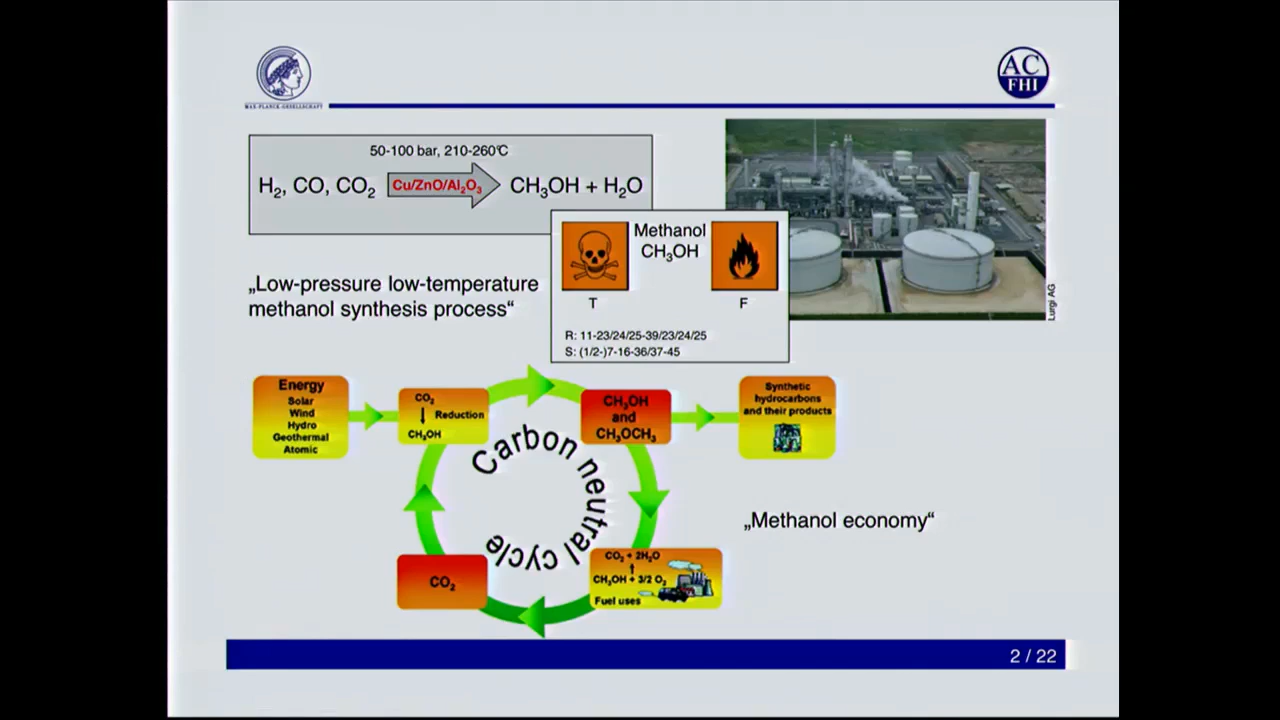 MAX-PLANCK-GESELLSCHAFT
AC
FHI
50-100 bar, 210-260°C
H₂, CO, CO₂ Cu/ZnO/Al₂O₃ CH₃OH + H₂O
„Low-pressure low-temperature
methanol synthesis process“
Methanol
CH₃OH
T F
R: 11-23/24/25-39/23/24/25
S: (1/2-)7-16-36/37-45
Lurgi AG
Energy
Solar
Wind
Hydro
Geothermal
Atomic
CO₂
↓ Reduction
CH₃OH
CH₃OH
and
CH₃OCH₃
Synthetic
hydrocarbons
and their products
Carbon neutral cycle
„Methanol economy“
CO₂ + 2H₂O
↑
CH₃OH + 3/2 O₂
Fuel uses
CO₂
2 / 22